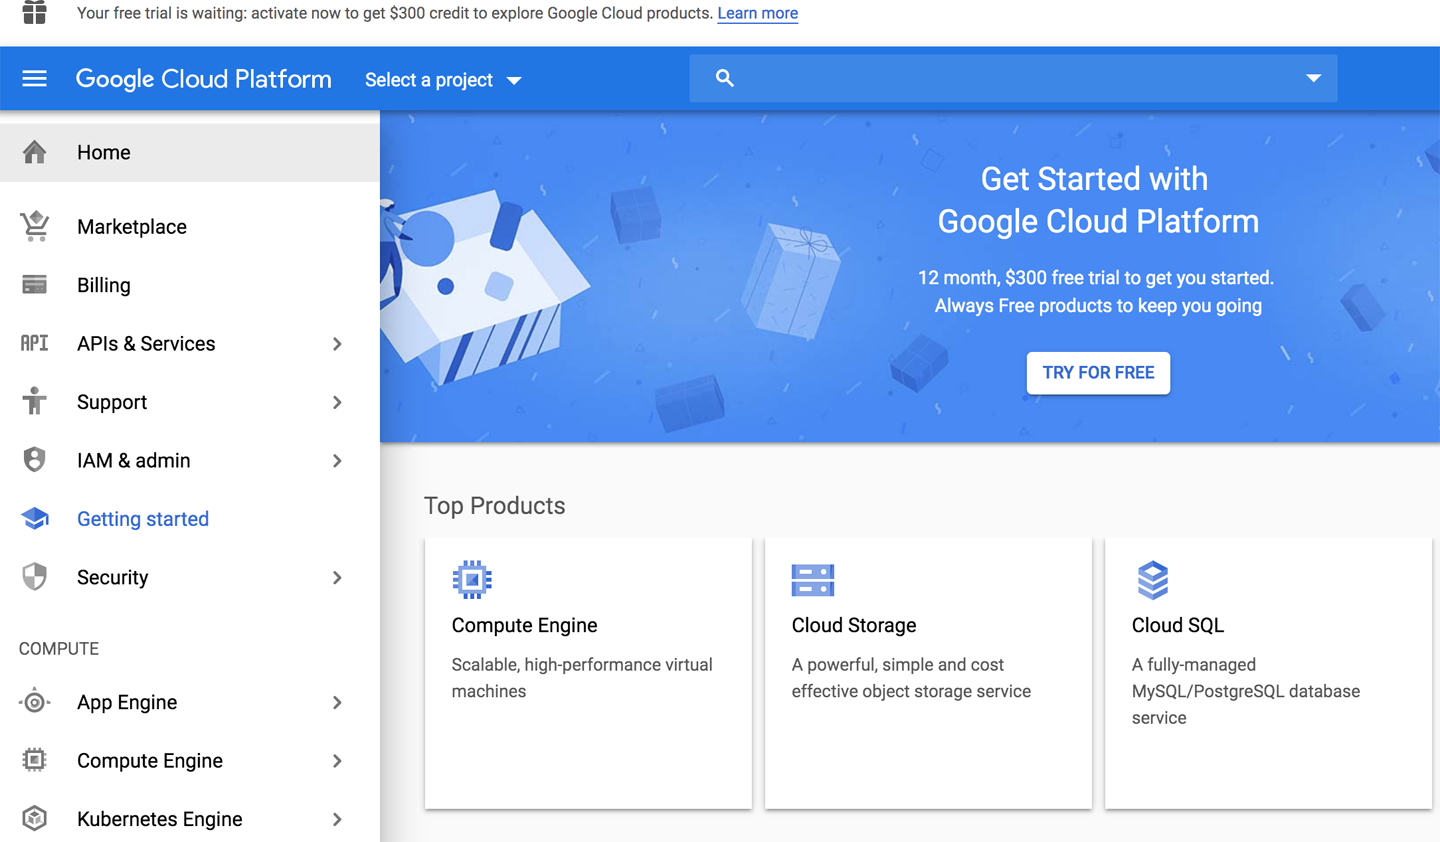 Your free trial is waiting: activate now to get $300 credit to explore Google Cloud products. Learn more
Google Cloud Platform
Select a project
Home
Marketplace
Billing
API
APIs & Services
Support
IAM & admin
Getting started
Security
COMPUTE
App Engine
Compute Engine
Kubernetes Engine
Get Started with
Google Cloud Platform
12 month, $300 free trial to get you started.
Always Free products to keep you going
TRY FOR FREE
Top Products
Compute Engine
Scalable, high-performance virtual
machines
Cloud Storage
A powerful, simple and cost
effective object storage service
Cloud SQL
A fully-managed
MySQL/PostgreSQL database
service